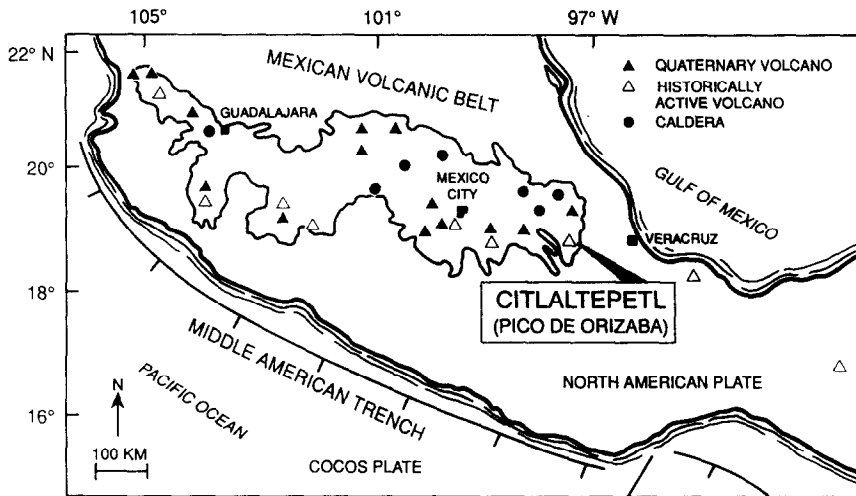 105°
101°
97° W
22° N
20°
18°
16°
MEXICAN VOLCANIC BELT
QUATERNARY VOLCANO
HISTORICALLY
ACTIVE VOLCANO
CALDERA
GUADALAJARA
MEXICO
CITY
GULF OF MEXICO
VERACRUZ
CITLALTEPETL
(PICO DE ORIZABA)
MIDDLE AMERICAN TRENCH
NORTH AMERICAN PLATE
PACIFIC OCEAN
N
100 KM
COCOS PLATE